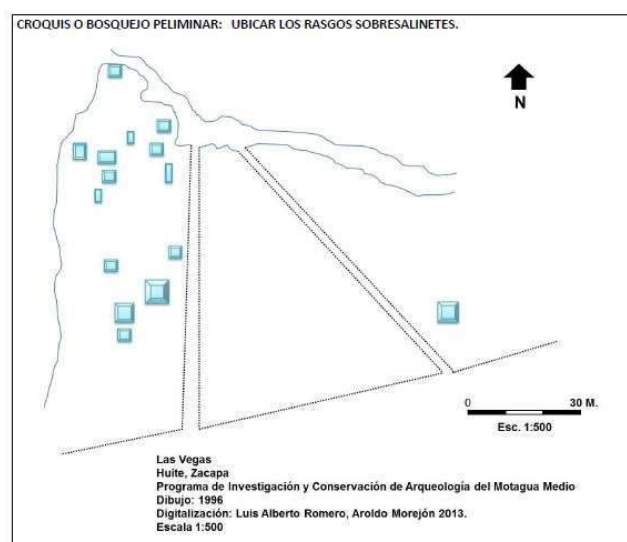 CROQUIS O BOSQUEJO PELIMINAR: UBICAR LOS RASGOS SOBRESALINETES.
N
0 30 M.
Esc. 1:500
Las Vegas
Huite, Zacapa
Programa de Investigación y Conservación de Arqueología del Motagua Medio
Dibujo: 1996
Digitalización: Luis Alberto Romero, Aroldo Morejón 2013.
Escala 1:500